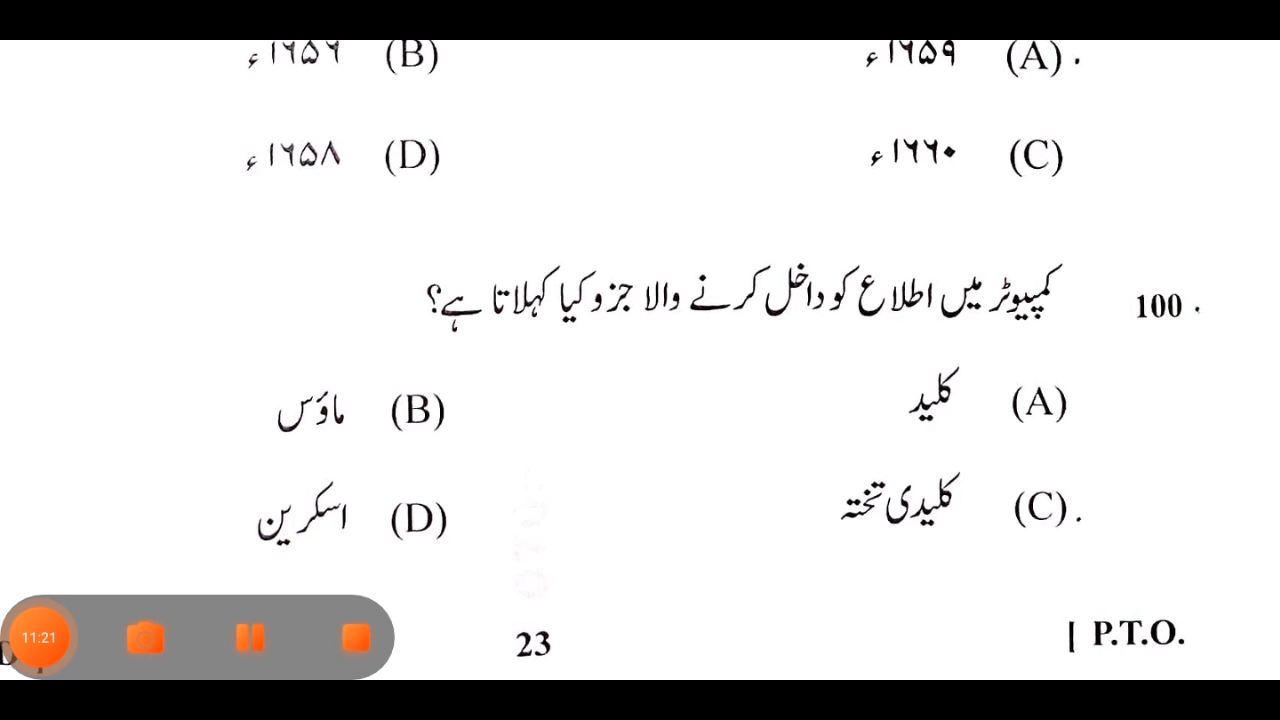 (A) ۱۶۵۹ء (B) ۱۶۵۶ء
(C) ۱۶۶۰ء (D) ۱۶۵۸ء
100. کمپیوٹر میں اطلاع کو داخل کرنے والا جزو کیا کہلاتا ہے؟
(A) کلید (B) ماؤس
(C) کلیدی تختہ (D) اسکرین
23 [ P.T.O.
11:21